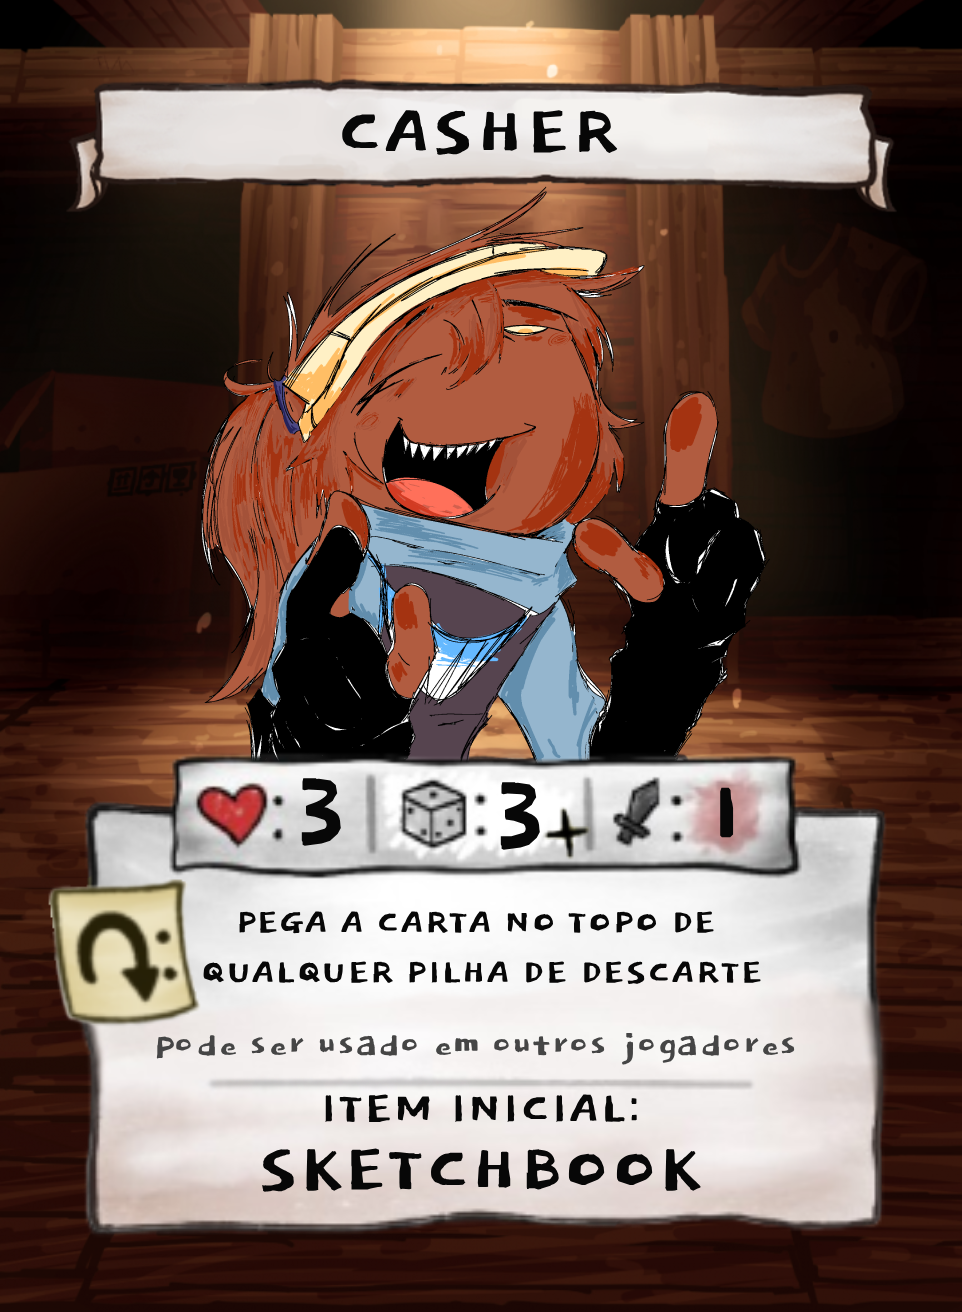 CASHER
:3 :3+ :1
PEGA A CARTA NO TOPO DE
QUALQUER PILHA DE DESCARTE
Pode ser usado em outros jogadores
ITEM INICIAL:
SKETCHBOOK